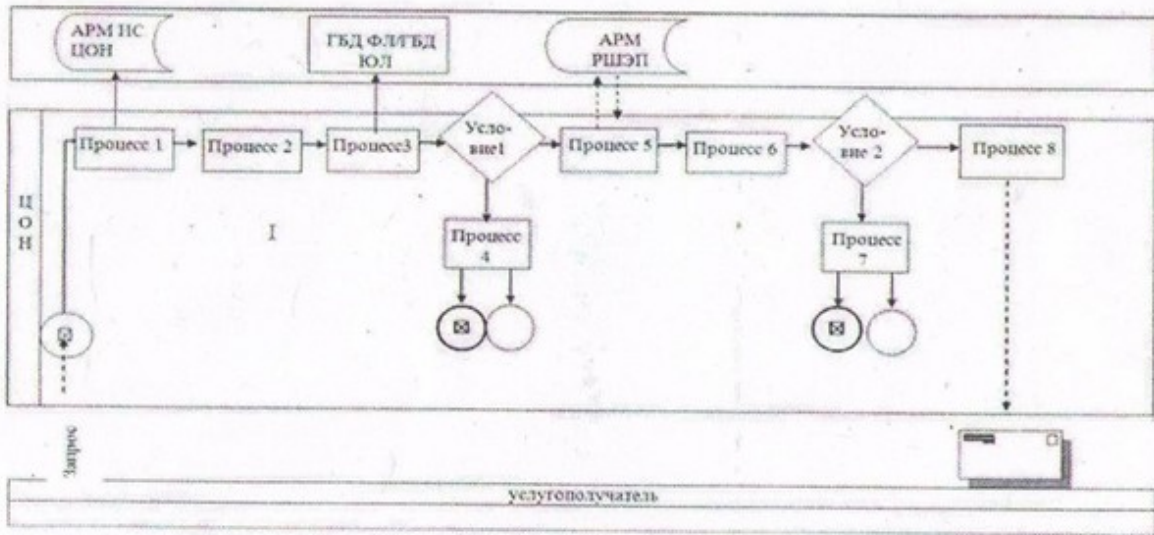 АРМ ИС
ЦОН
ГБД ФЛ/ГБД
ЮЛ
АРМ
РШЭП
ЦОН
Процесс 1
Процесс 2
Процесс3
Усло-
вие1
Процесс 5
Процесс 6
Усло-
вие 2
Процесс 8
Процесс
4
Процесс
7
Запрос
услугополучатель